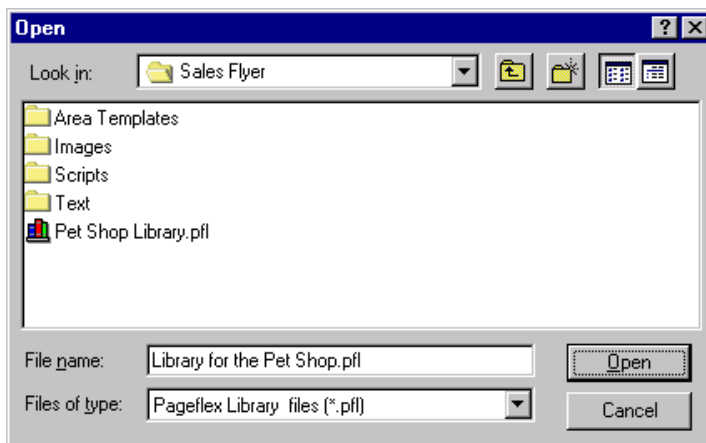 Open
Look in: Sales Flyer
Area Templates
Images
Scripts
Text
Pet Shop Library.pfl
File name: Library for the Pet Shop.pfl Open
Files of type: Pageflex Library files (*.pfl) Cancel